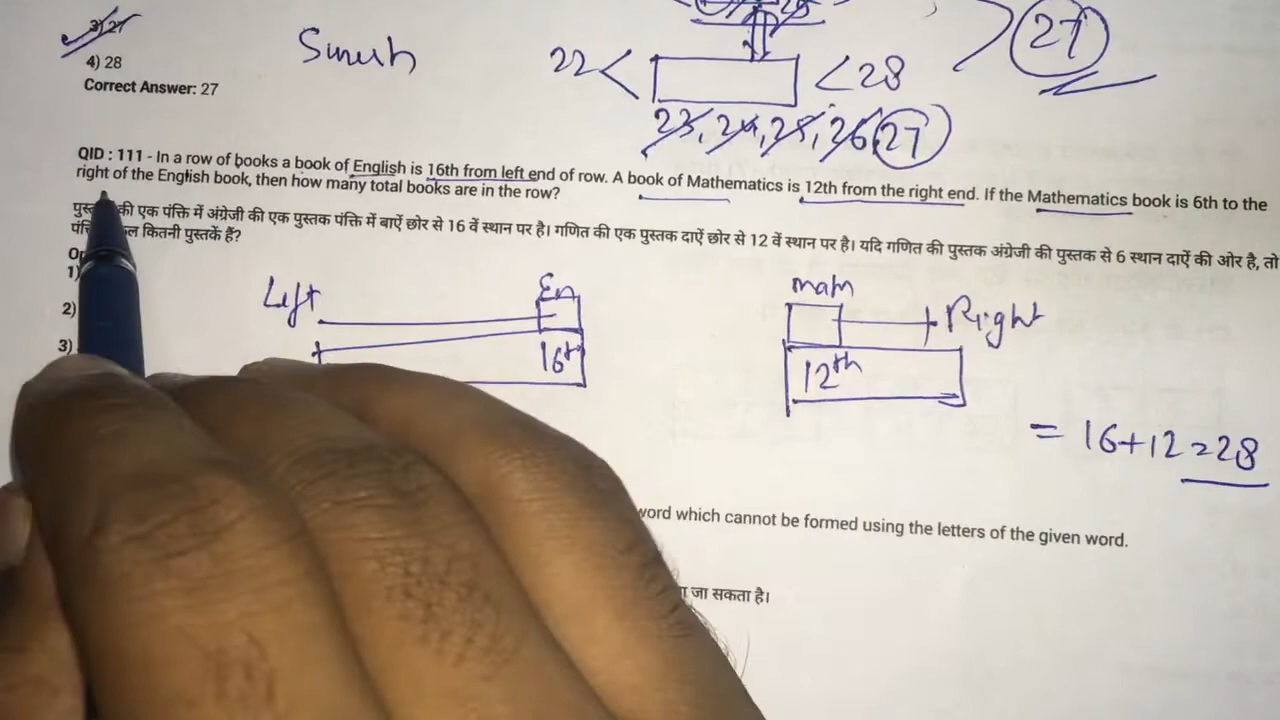 3) 27
4) 28
Correct Answer: 27
22 < < 28
27
23, 24, 25, 26, 27
QID : 111 - In a row of books a book of English is 16th from left end of row. A book of Mathematics is 12th from the right end. If the Mathematics book is 6th to the
right of the English book, then how many total books are in the row?
की एक पंक्ति में अंग्रेजी की एक पुस्तक पंक्ति में बाऐं छोर से 16 वें स्थान पर है। गणित की एक पुस्तक दाऐं छोर से 12 वें स्थान पर है। यदि गणित की पुस्तक अंग्रेजी की पुस्तक से 6 स्थान दाऐं की ओर है, तो
कितनी पुस्तकें हैं?
1)
2)
3)
Left En math Right
16th 12th
= 16+12=28
word which cannot be formed using the letters of the given word.
जा सकता है।